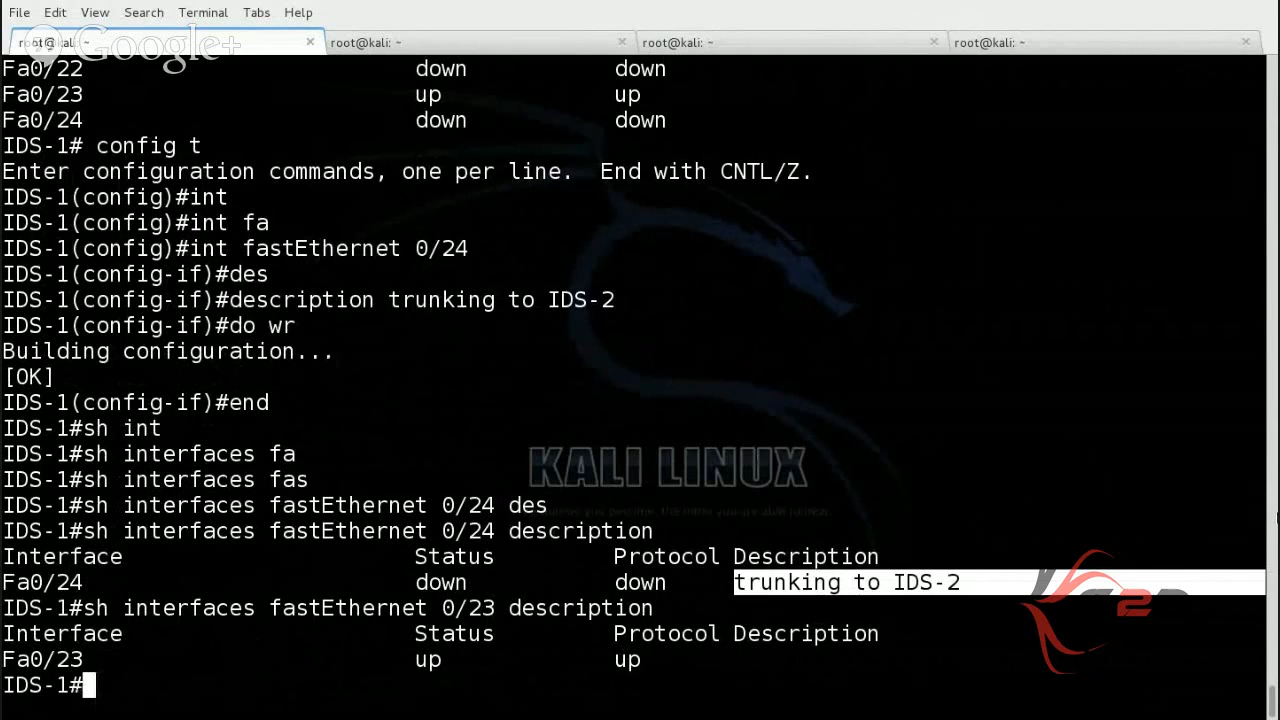 File Edit View Search Terminal Tabs Help
root@kali: ~ root@kali: ~ root@kali: ~ root@kali: ~
Google+
Fa0/22 down down
Fa0/23 up up
Fa0/24 down down
IDS-1# config t
Enter configuration commands, one per line. End with CNTL/Z.
IDS-1(config)#int
IDS-1(config)#int fa
IDS-1(config)#int fastEthernet 0/24
IDS-1(config-if)#des
IDS-1(config-if)#description trunking to IDS-2
IDS-1(config-if)#do wr
Building configuration...
[OK]
IDS-1(config-if)#end
IDS-1#sh int
IDS-1#sh interfaces fa
IDS-1#sh interfaces fas
IDS-1#sh interfaces fastEthernet 0/24 des
IDS-1#sh interfaces fastEthernet 0/24 description
Interface Status Protocol Description
Fa0/24 down down trunking to IDS-2
IDS-1#sh interfaces fastEthernet 0/23 description
Interface Status Protocol Description
Fa0/23 up up
IDS-1#
KALI LINUX